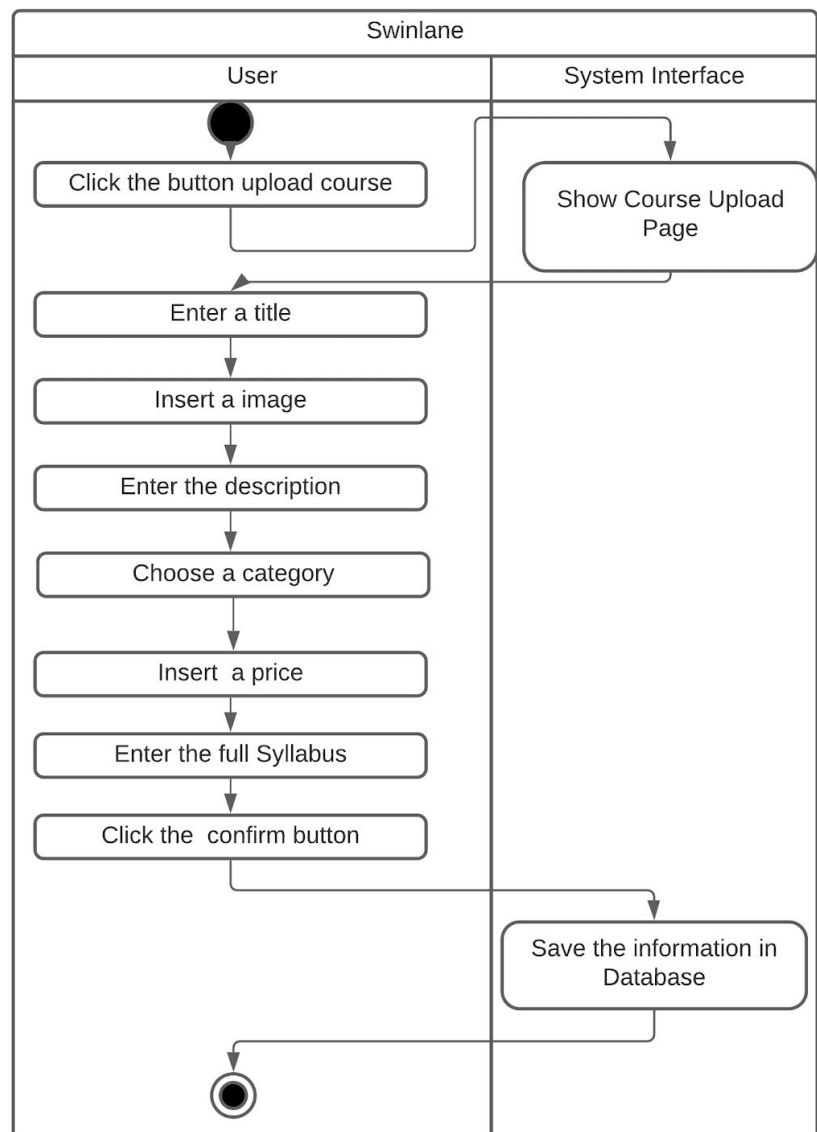 Swinlane
User
System Interface
Click the button upload course
Show Course Upload
Page
Enter a title
Insert a image
Enter the description
Choose a category
Insert  a price
Enter the full Syllabus
Click the  confirm button
Save the information in
Database